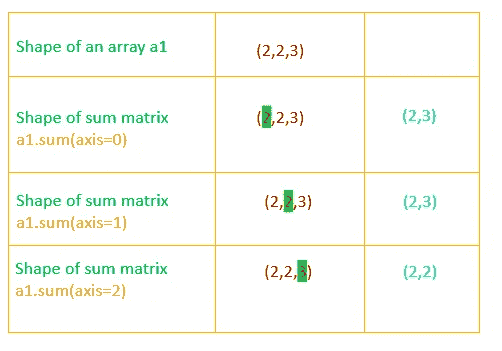 Shape of an array a1 (2,2,3)
Shape of sum matrix (2,2,3) (2,3)
a1.sum(axis=0)
Shape of sum matrix (2,2,3) (2,3)
a1.sum(axis=1)
Shape of sum matrix (2,2,3) (2,2)
a1.sum(axis=2)